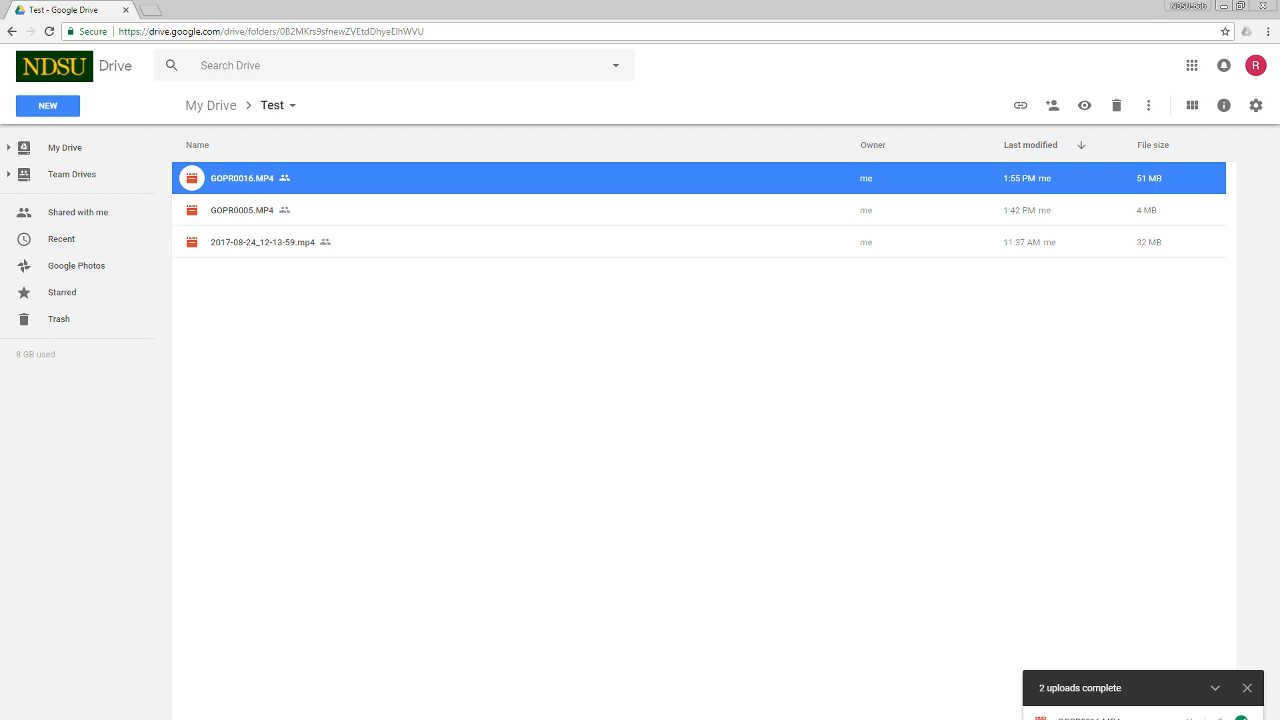 Test - Google Drive
Secure https://drive.google.com/drive/folders/0B2MKrs9sfnewZVEtdDhyeElhWVU
NDSU Drive Search Drive R
NEW My Drive > Test
Name Owner Last modified File size
My Drive
Team Drives
Shared with me
Recent
Google Photos
Starred
Trash
8 GB used
GOPR0016.MP4 me 1:55 PM me 51 MB
GOPR0005.MP4 me 1:42 PM me 4 MB
2017-08-24_12-13-59.mp4 me 11:37 AM me 32 MB
2 uploads complete
GOPR0016.MP4